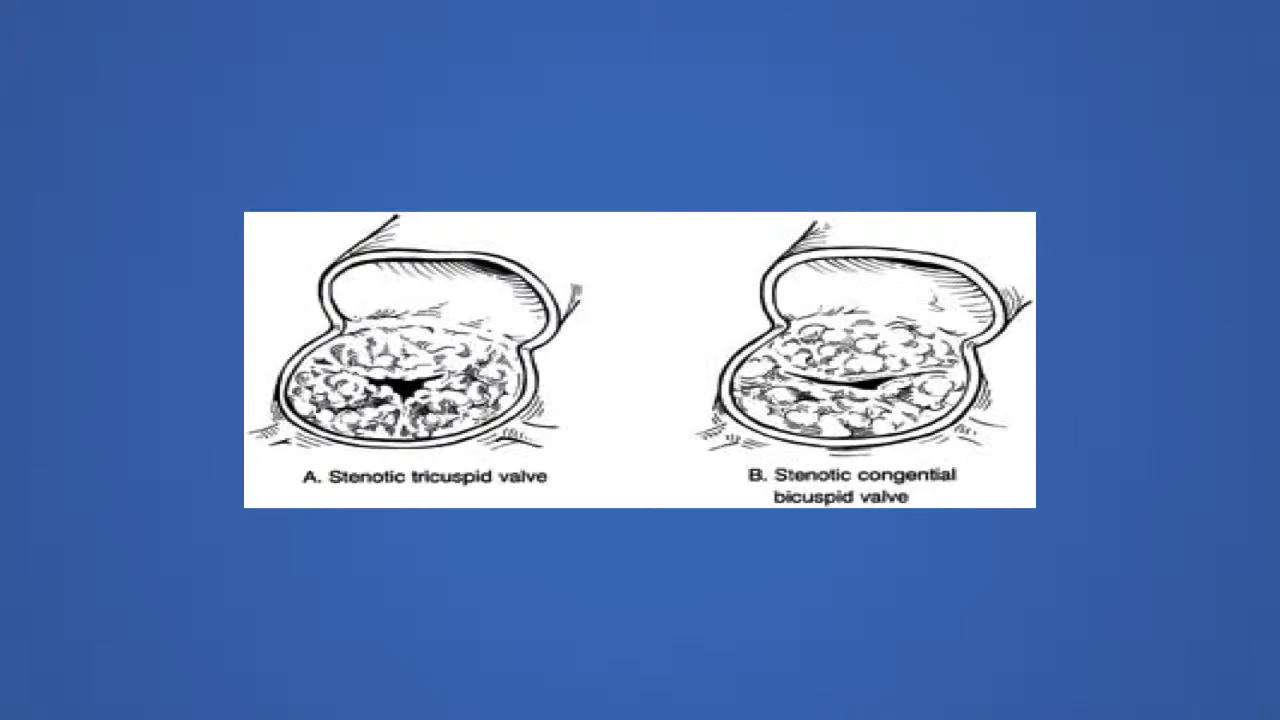 A. Stenotic tricuspid valve
B. Stenotic congential
bicuspid valve